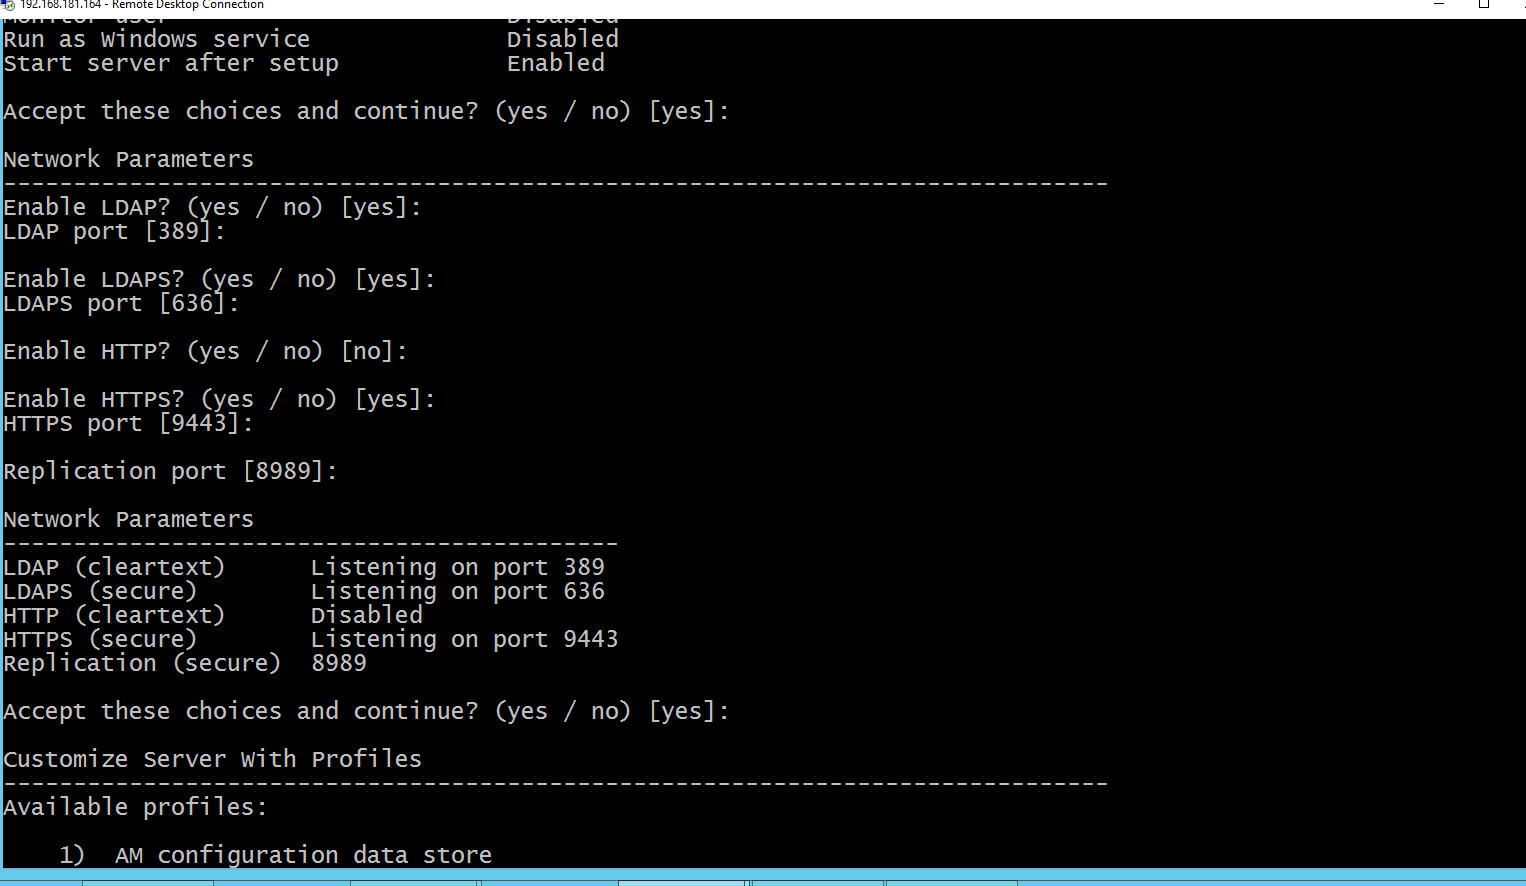 192.168.181.164 - Remote Desktop Connection
Monitor user Disabled
Run as Windows service Disabled
Start server after setup Enabled
Accept these choices and continue? (yes / no) [yes]:
Network Parameters
-------------------------------------------------------------------------------
Enable LDAP? (yes / no) [yes]:
LDAP port [389]:
Enable LDAPS? (yes / no) [yes]:
LDAPS port [636]:
Enable HTTP? (yes / no) [no]:
Enable HTTPS? (yes / no) [yes]:
HTTPS port [9443]:
Replication port [8989]:
Network Parameters
--------------------------------------------
LDAP (cleartext) Listening on port 389
LDAPS (secure) Listening on port 636
HTTP (cleartext) Disabled
HTTPS (secure) Listening on port 9443
Replication (secure) 8989
Accept these choices and continue? (yes / no) [yes]:
Customize Server With Profiles
-------------------------------------------------------------------------------
Available profiles:
1) AM configuration data store